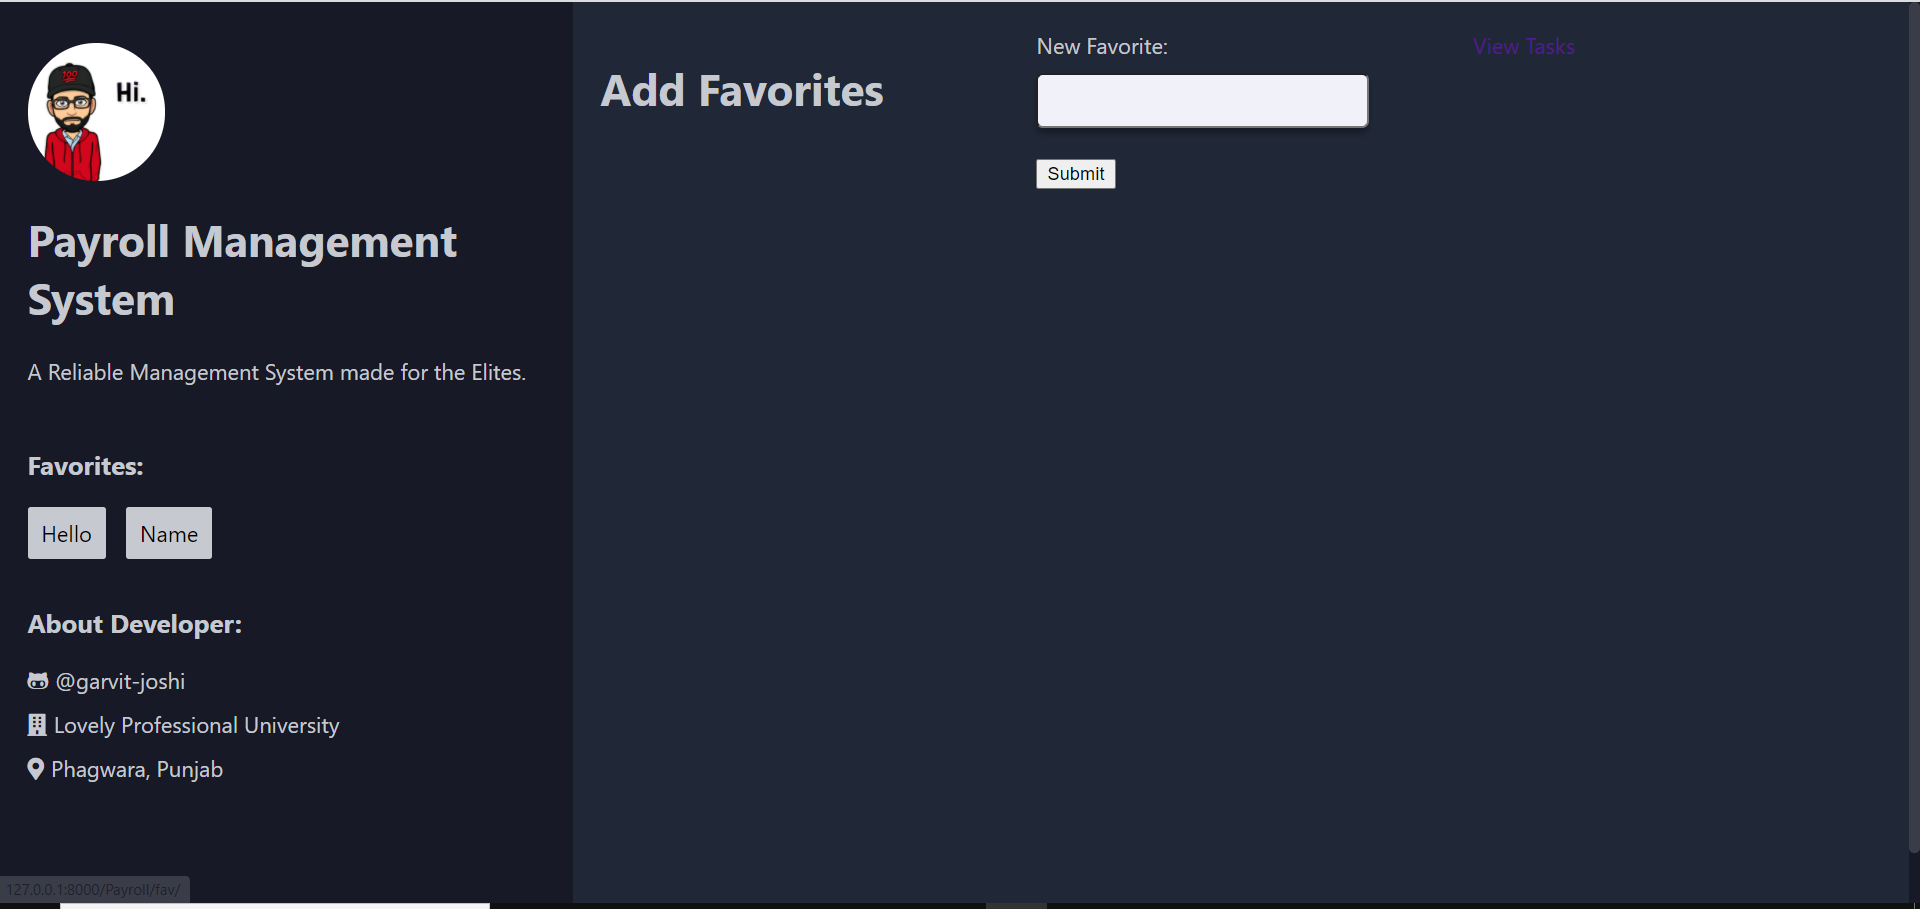 100
Hi.
Payroll Management
System
A Reliable Management System made for the Elites.
Favorites:
Hello
Name
About Developer:
@garvit-joshi
Lovely Professional University
Phagwara, Punjab
127.0.0.1:8000/Payroll/fav/
Add Favorites
New Favorite:
Submit
View Tasks